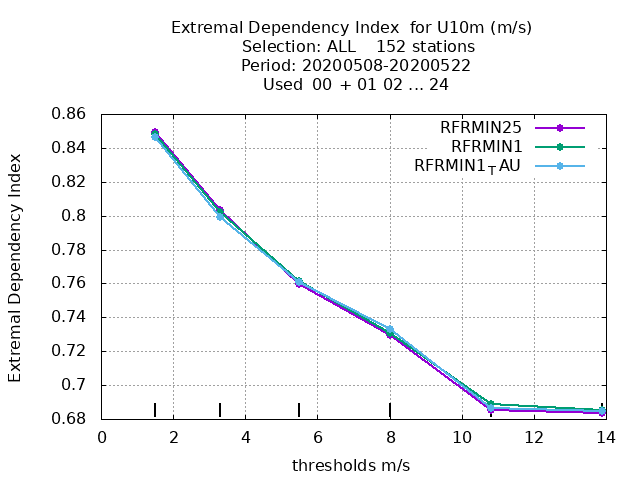 Extremal Dependency Index  for U10m (m/s)
Selection: ALL    152 stations
Period: 20200508-20200522
Used  00  + 01 02 ... 24
RFRMIN25
RFRMIN1
RFRMIN1TAU
Extremal Dependency Index
0.86
0.84
0.82
0.8
0.78
0.76
0.74
0.72
0.7
0.68
0 2 4 6 8 10 12 14
thresholds m/s